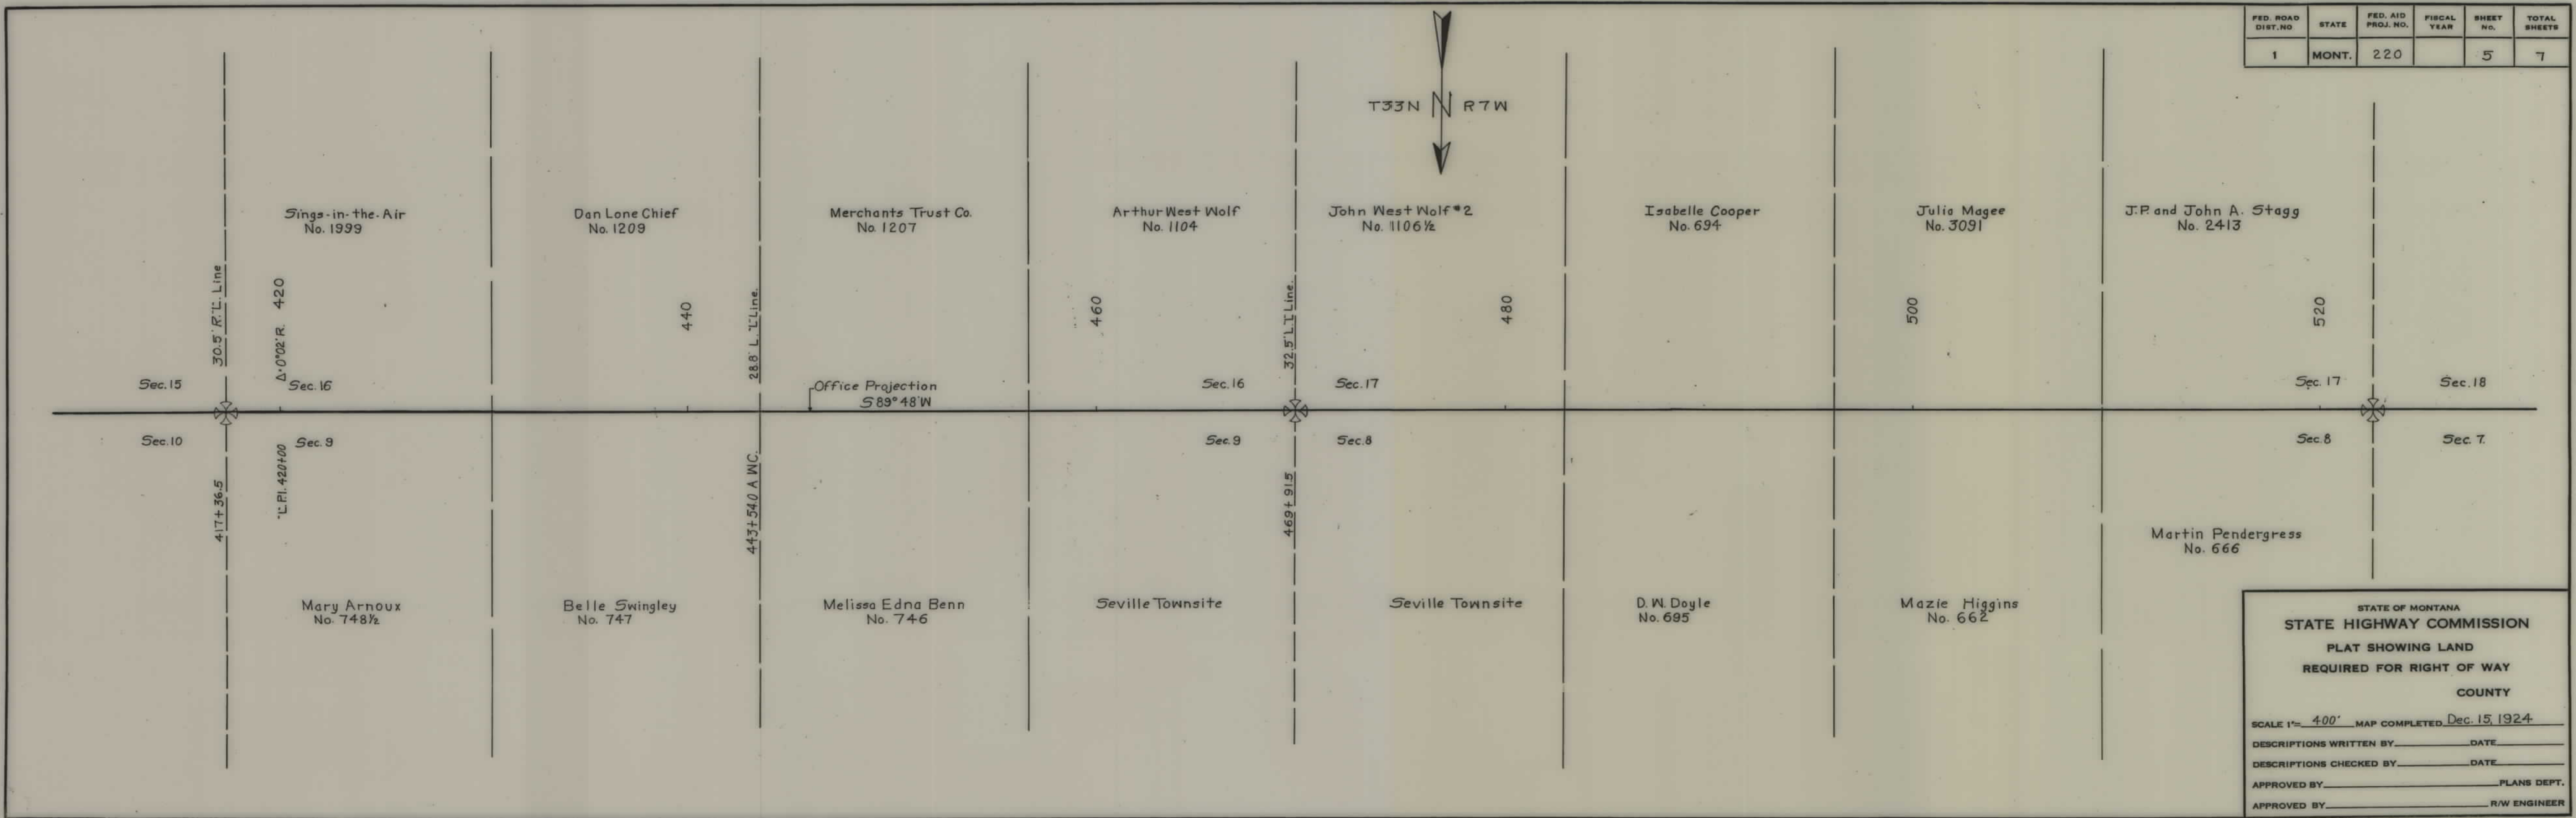 FED. ROAD DIST. NO
STATE
FED. AID PROJ. NO.
FISCAL YEAR
SHEET NO.
TOTAL SHEETS
1
MONT.
220
5
7
T33N N R7W
Sings-in-the-Air
No. 1999
Dan Lone Chief
No. 1209
Merchants Trust Co.
No. 1207
Arthur West Wolf
No. 1104
John West Wolf #2
No. 1106½
Isabelle Cooper
No. 694
Julia Magee
No. 3091
J.P. and John A. Stagg
No. 2413
30.5' R. "L" Line
Δ·0°02' R. 420
440
28.8' L. "L" Line.
460
32.5' L. "L" Line.
480
500
520
Sec. 15
Sec. 16
Office Projection
S 89° 48' W
Sec. 16
Sec. 17
Sec. 17
Sec. 18
Sec. 10
Sec. 9
Sec. 9
Sec. 8
Sec. 8
Sec. 7.
417+36.5
"L" P.I. 420+00
443+54.0 A WC.
469+91.5
Martin Pendergress
No. 666
Mary Arnoux
No. 748½
Belle Swingley
No. 747
Melissa Edna Benn
No. 746
Seville Townsite
Seville Townsite
D. W. Doyle
No. 695
Mazie Higgins
No. 662
STATE OF MONTANA
STATE HIGHWAY COMMISSION
PLAT SHOWING LAND
REQUIRED FOR RIGHT OF WAY
COUNTY
SCALE 1"= 400' MAP COMPLETED Dec. 15, 1924
DESCRIPTIONS WRITTEN BY DATE
DESCRIPTIONS CHECKED BY DATE
APPROVED BY PLANS DEPT.
APPROVED BY R/W ENGINEER